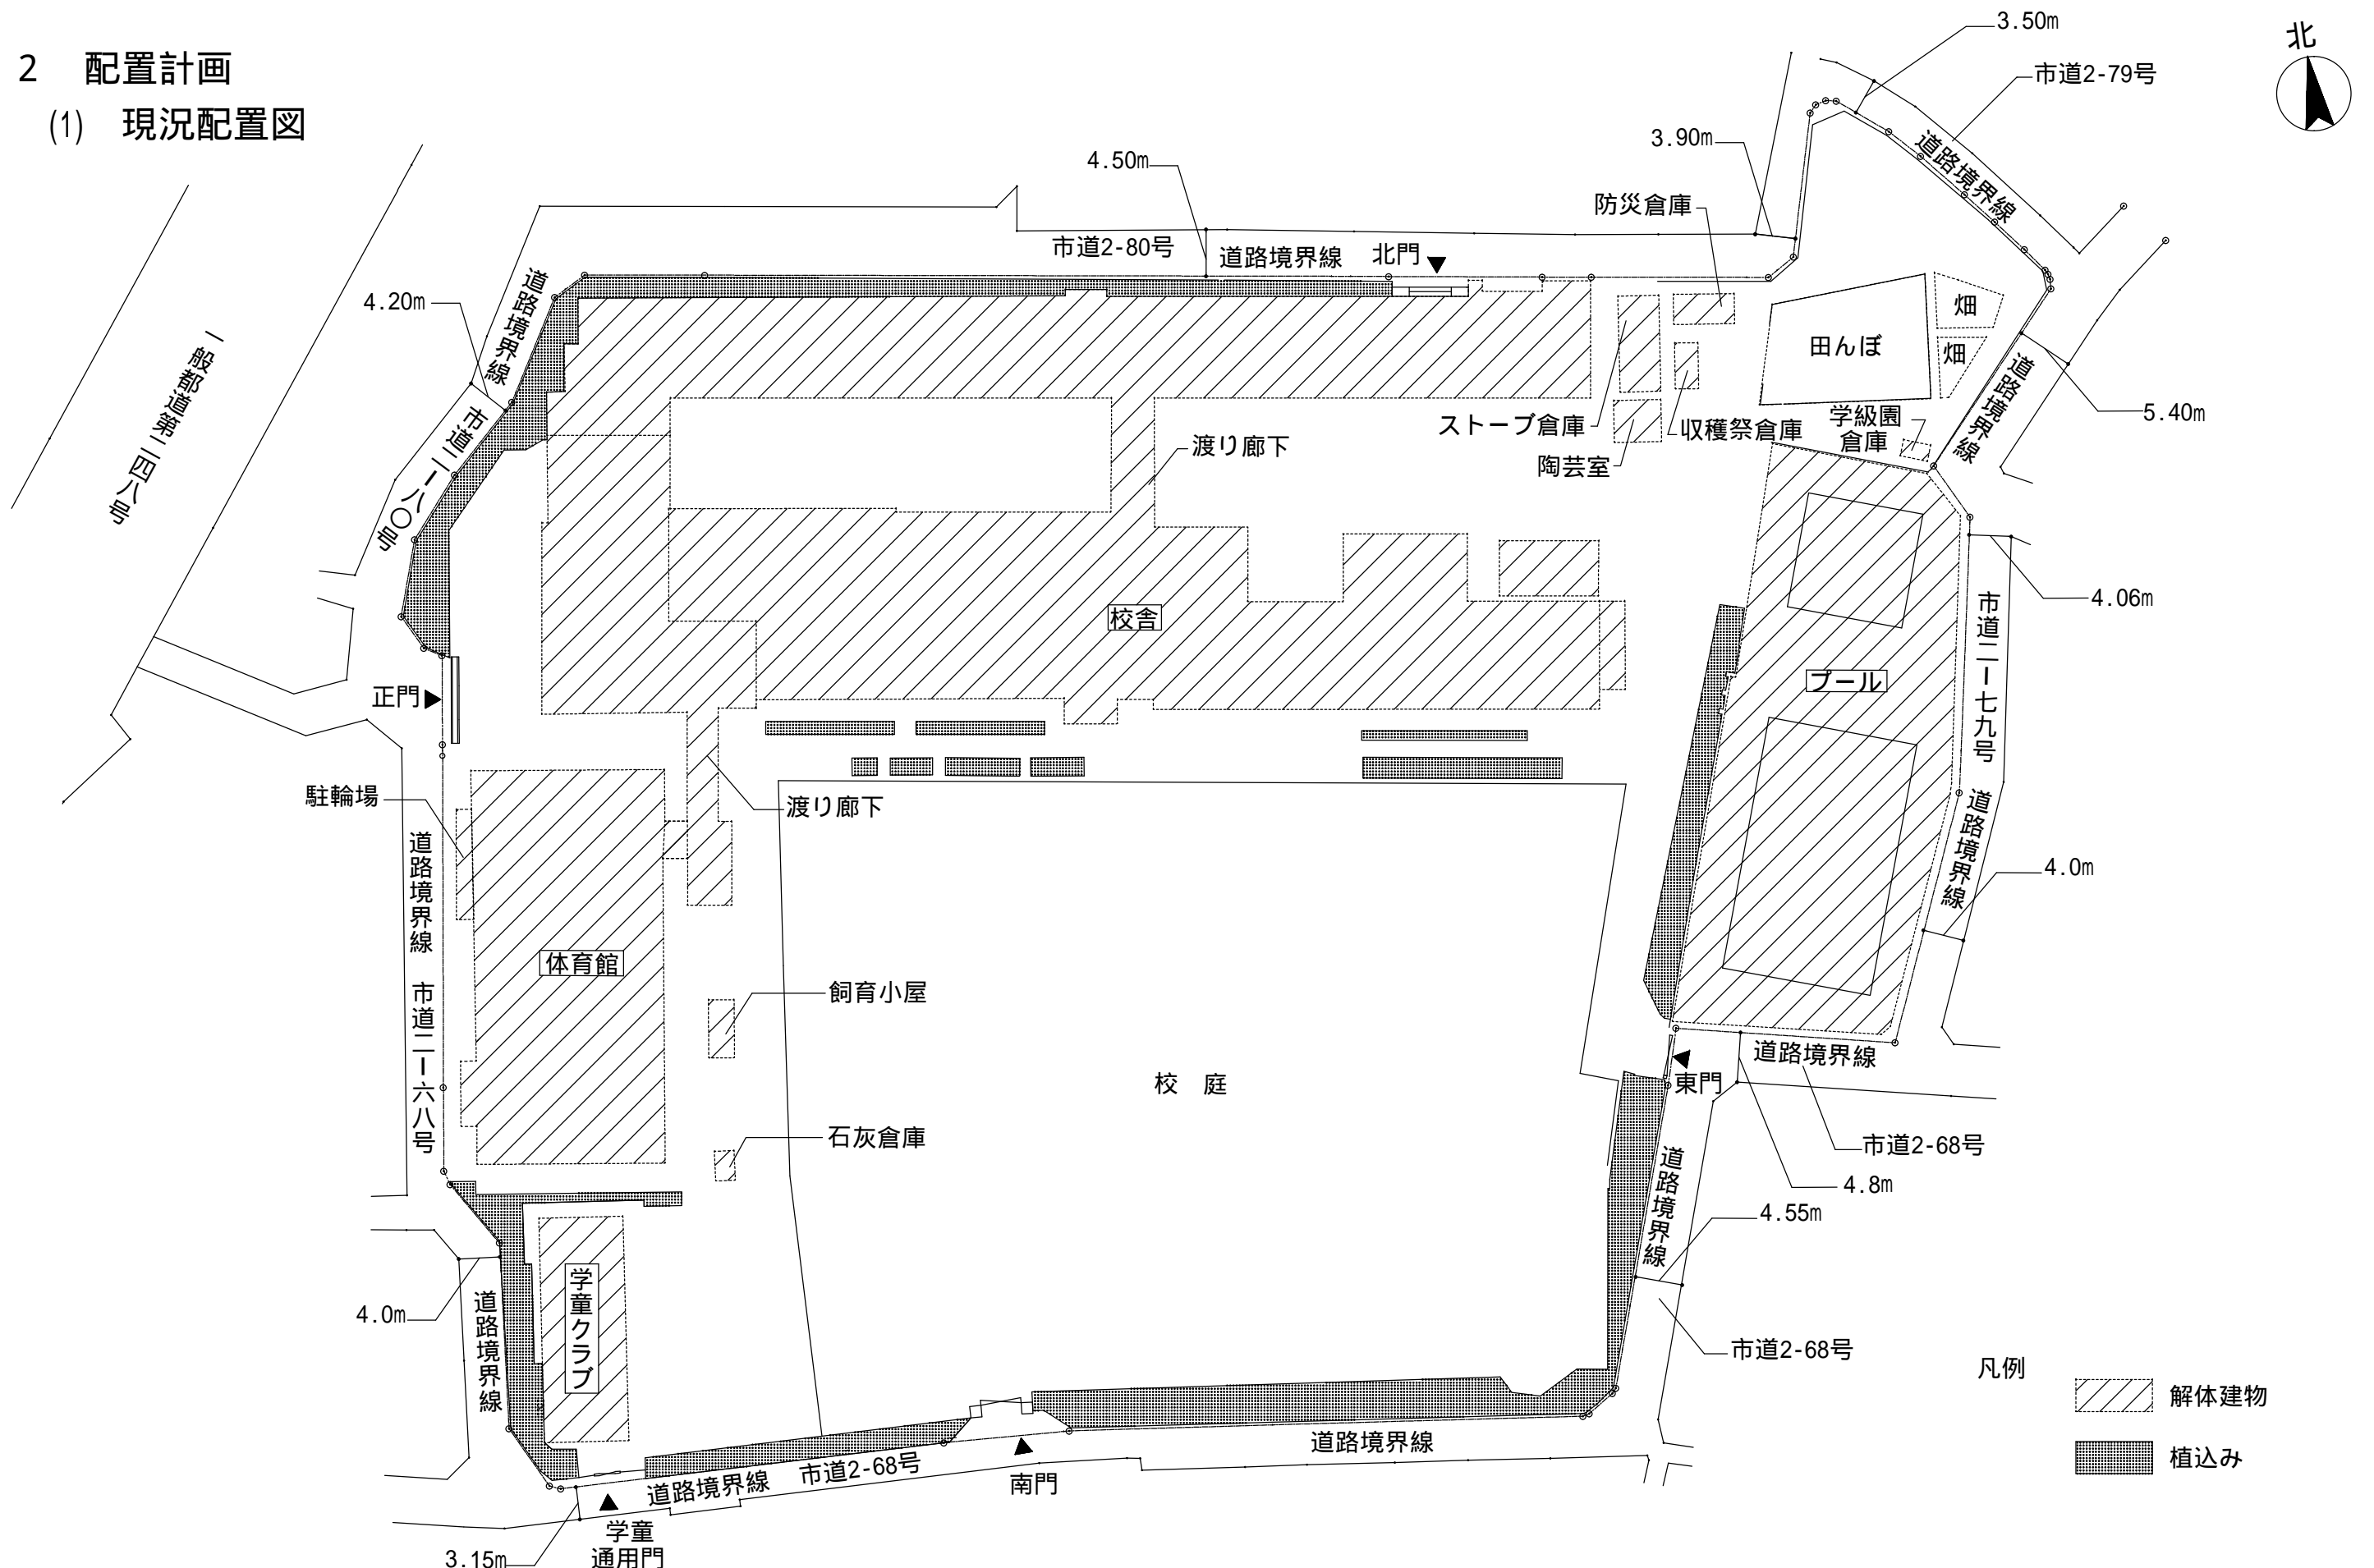 2 配置計画
⑴ 現況配置図
北
3.50m
市道2-79号
道路境界線
3.90m
4.50m
防災倉庫
市道2-80号
道路境界線
北門
道路境界線
4.20m
一般都道第二四八号
市道二ー八〇号
畑
畑
田んぼ
道路境界線
5.40m
ストーブ倉庫
収穫祭倉庫
学級園
倉庫
陶芸室
渡り廊下
4.06m
市道二ー七九号
校舎
プール
正門
駐輪場
渡り廊下
道路境界線
4.0m
道路境界線
市道二ー六八号
体育館
飼育小屋
校 庭
石灰倉庫
道路境界線
東門
市道2-68号
4.8m
道路境界線
4.55m
市道2-68号
4.0m
道路境界線
学童クラブ
凡例
解体建物
植込み
道路境界線
市道2-68号
道路境界線
南門
学童
通用門
3.15m